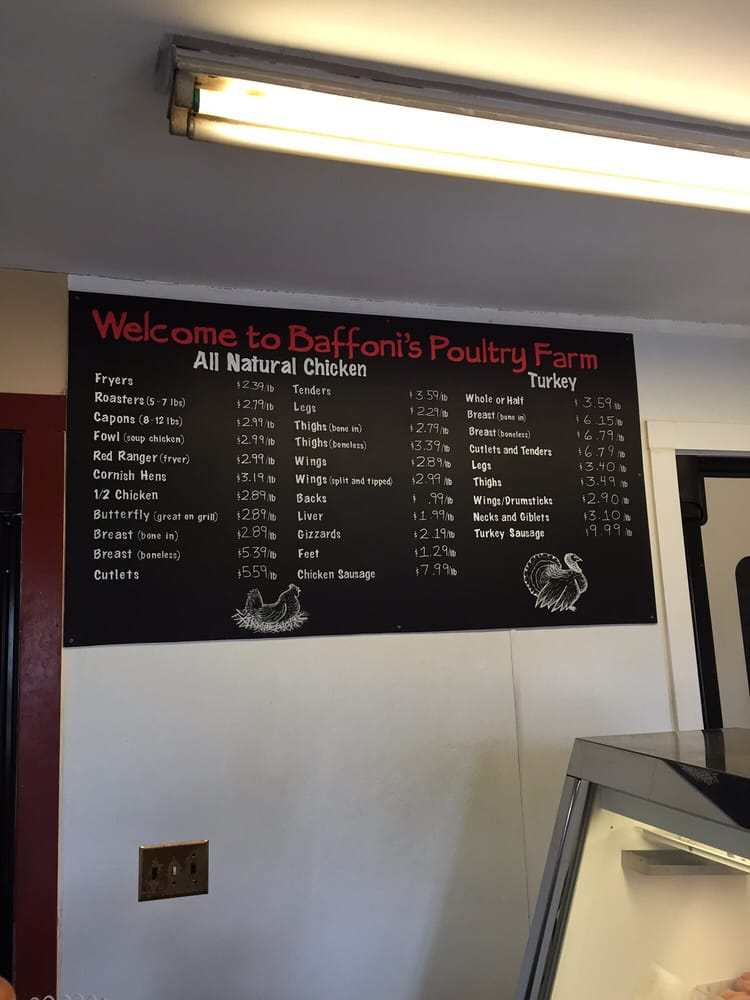 Welcome to Baffoni's Poultry Farm
All Natural Chicken
Fryers $2.39/lb
Roasters (5-7 lbs) $2.79/lb
Capons (8-12 lbs) $2.99/lb
Fowl (soup chicken) $2.99/lb
Red Ranger (fryer) $2.99/lb
Cornish Hens $3.19/lb
1/2 Chicken $2.89/lb
Butterfly (great on grill) $2.89/lb
Breast (bone in) $2.89/lb
Breast (boneless) $5.39/lb
Cutlets $5.59/lb
Tenders $3.59/lb
Legs $2.29/lb
Thighs (bone in) $2.79/lb
Thighs (boneless) $3.39/lb
Wings $2.89/lb
Wings (split and tipped) $2.99/lb
Backs $.99/lb
Liver $1.99/lb
Gizzards $2.19/lb
Feet $1.29/lb
Chicken Sausage $7.99/lb
Turkey
Whole or Half $3.59/lb
Breast (bone in) $6.15/lb
Breast (boneless) $6.79/lb
Cutlets and Tenders $6.79/lb
Legs $3.40/lb
Thighs $3.49/lb
Wings/Drumsticks $2.90/lb
Necks and Giblets $3.10/lb
Turkey Sausage $9.99/lb